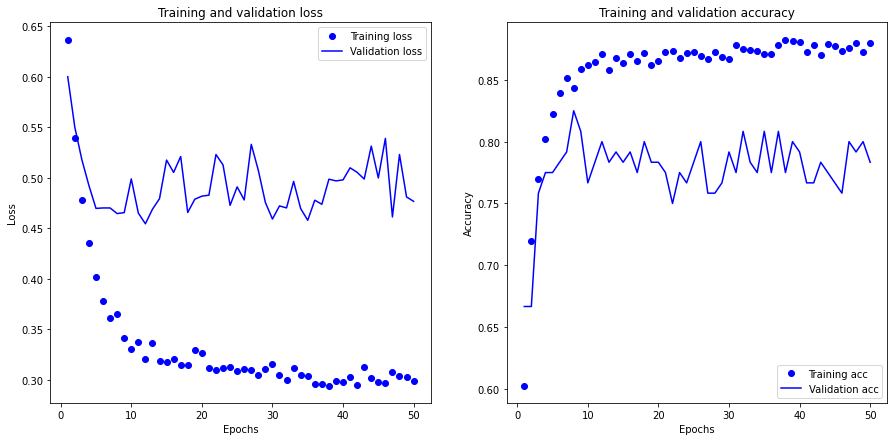 Training and validation loss
Training loss
Validation loss
0.65
0.60
0.55
0.50
0.45
0.40
0.35
0.30
Loss
0
10
20
30
40
50
Epochs
Training and validation accuracy
0.85
0.80
0.75
0.70
0.65
0.60
Accuracy
Training acc
Validation acc
0
10
20
30
40
50
Epochs